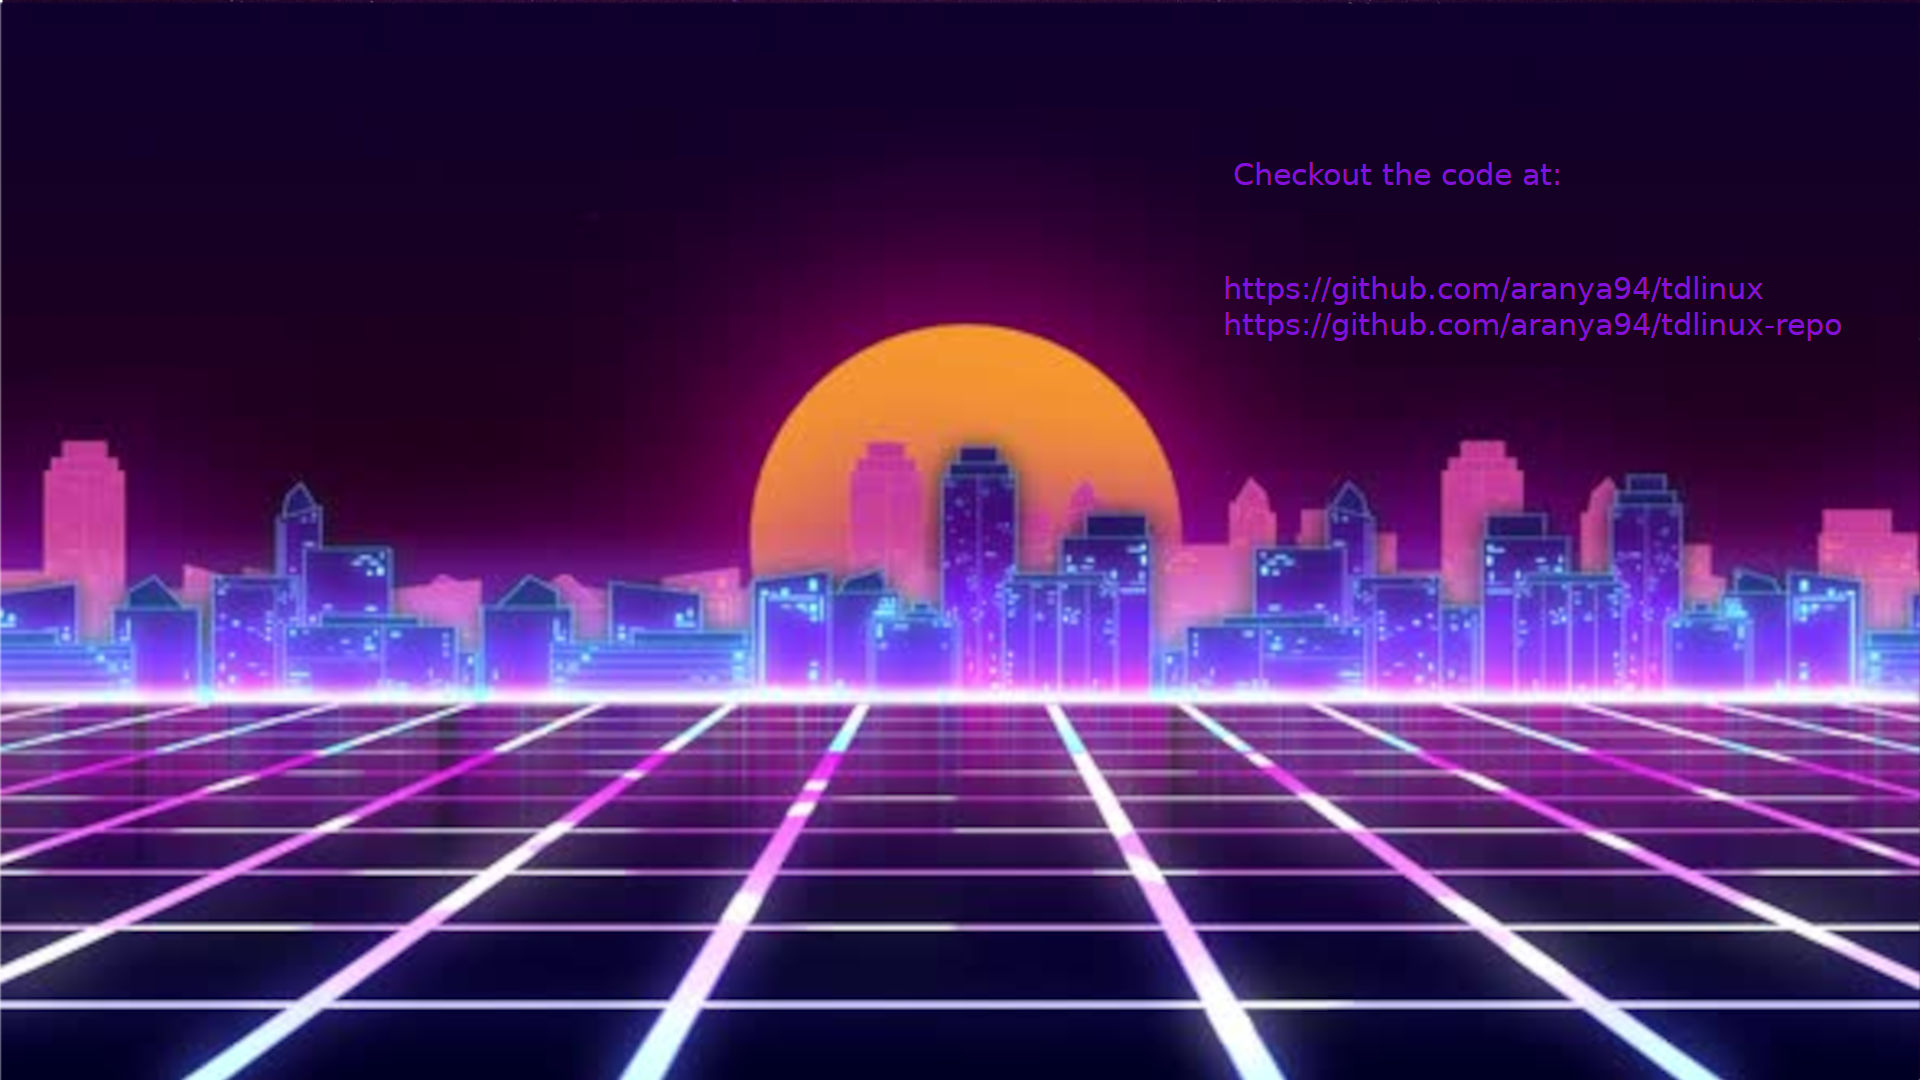 Checkout the code at:
https://github.com/aranya94/tdlinux
https://github.com/aranya94/tdlinux-repo